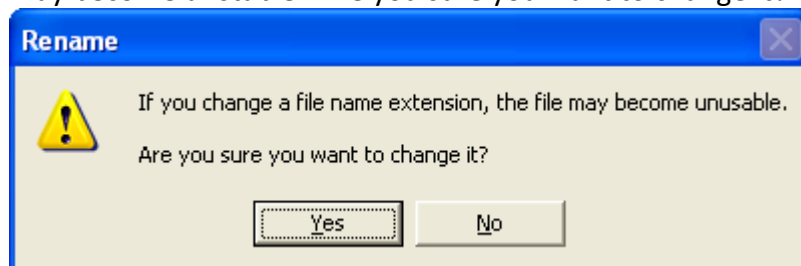 Rename
If you change a file name extension, the file may become unusable.
Are you sure you want to change it?
Yes
No